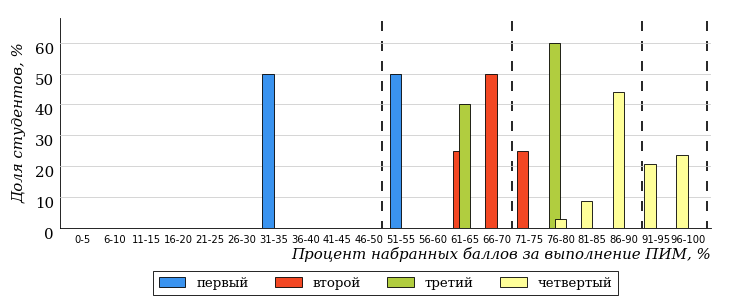 Доля студентов, %
60
50
40
30
20
10
0
0-5 6-10 11-15 16-20 21-25 26-30 31-35 36-40 41-45 46-50 51-55 56-60 61-65 66-70 71-75 76-80 81-85 86-90 91-95 96-100
Процент набранных баллов за выполнение ПИМ, %
первый второй третий четвертый